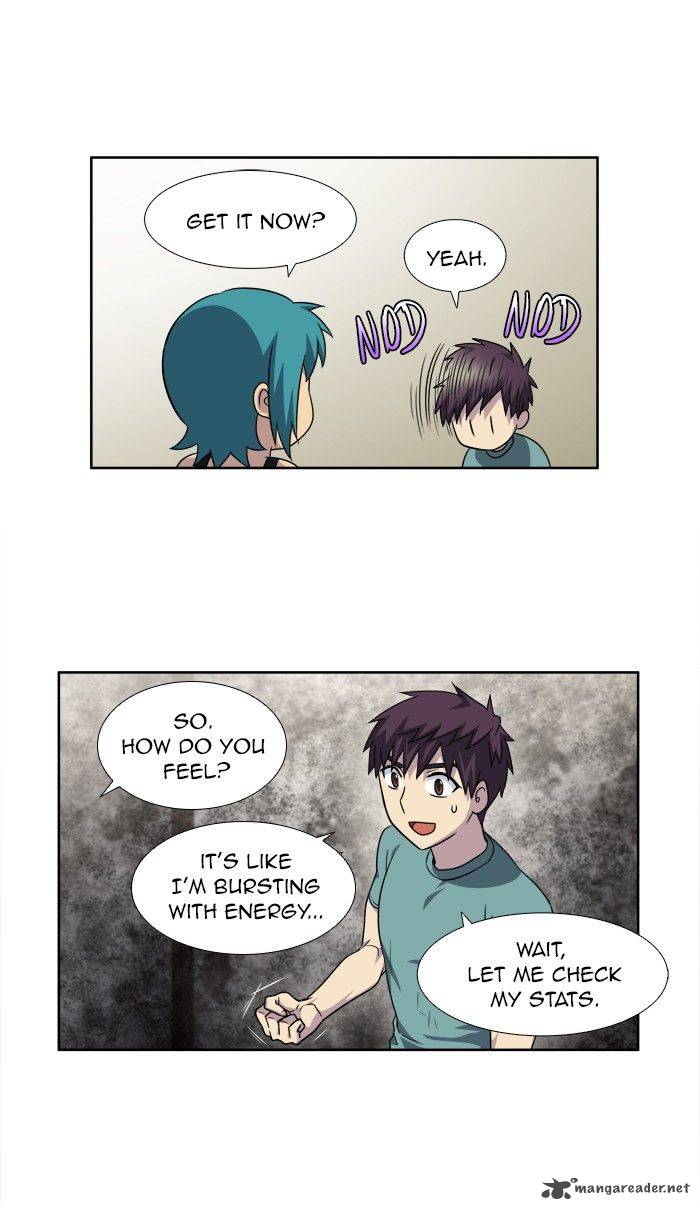 GET IT NOW?
YEAH.
NOD
NOD
SO.
HOW DO YOU
FEEL?
IT'S LIKE
I'M BURSTING
WITH ENERGY...
WAIT,
LET ME CHECK
MY STATS.
mangareader.net